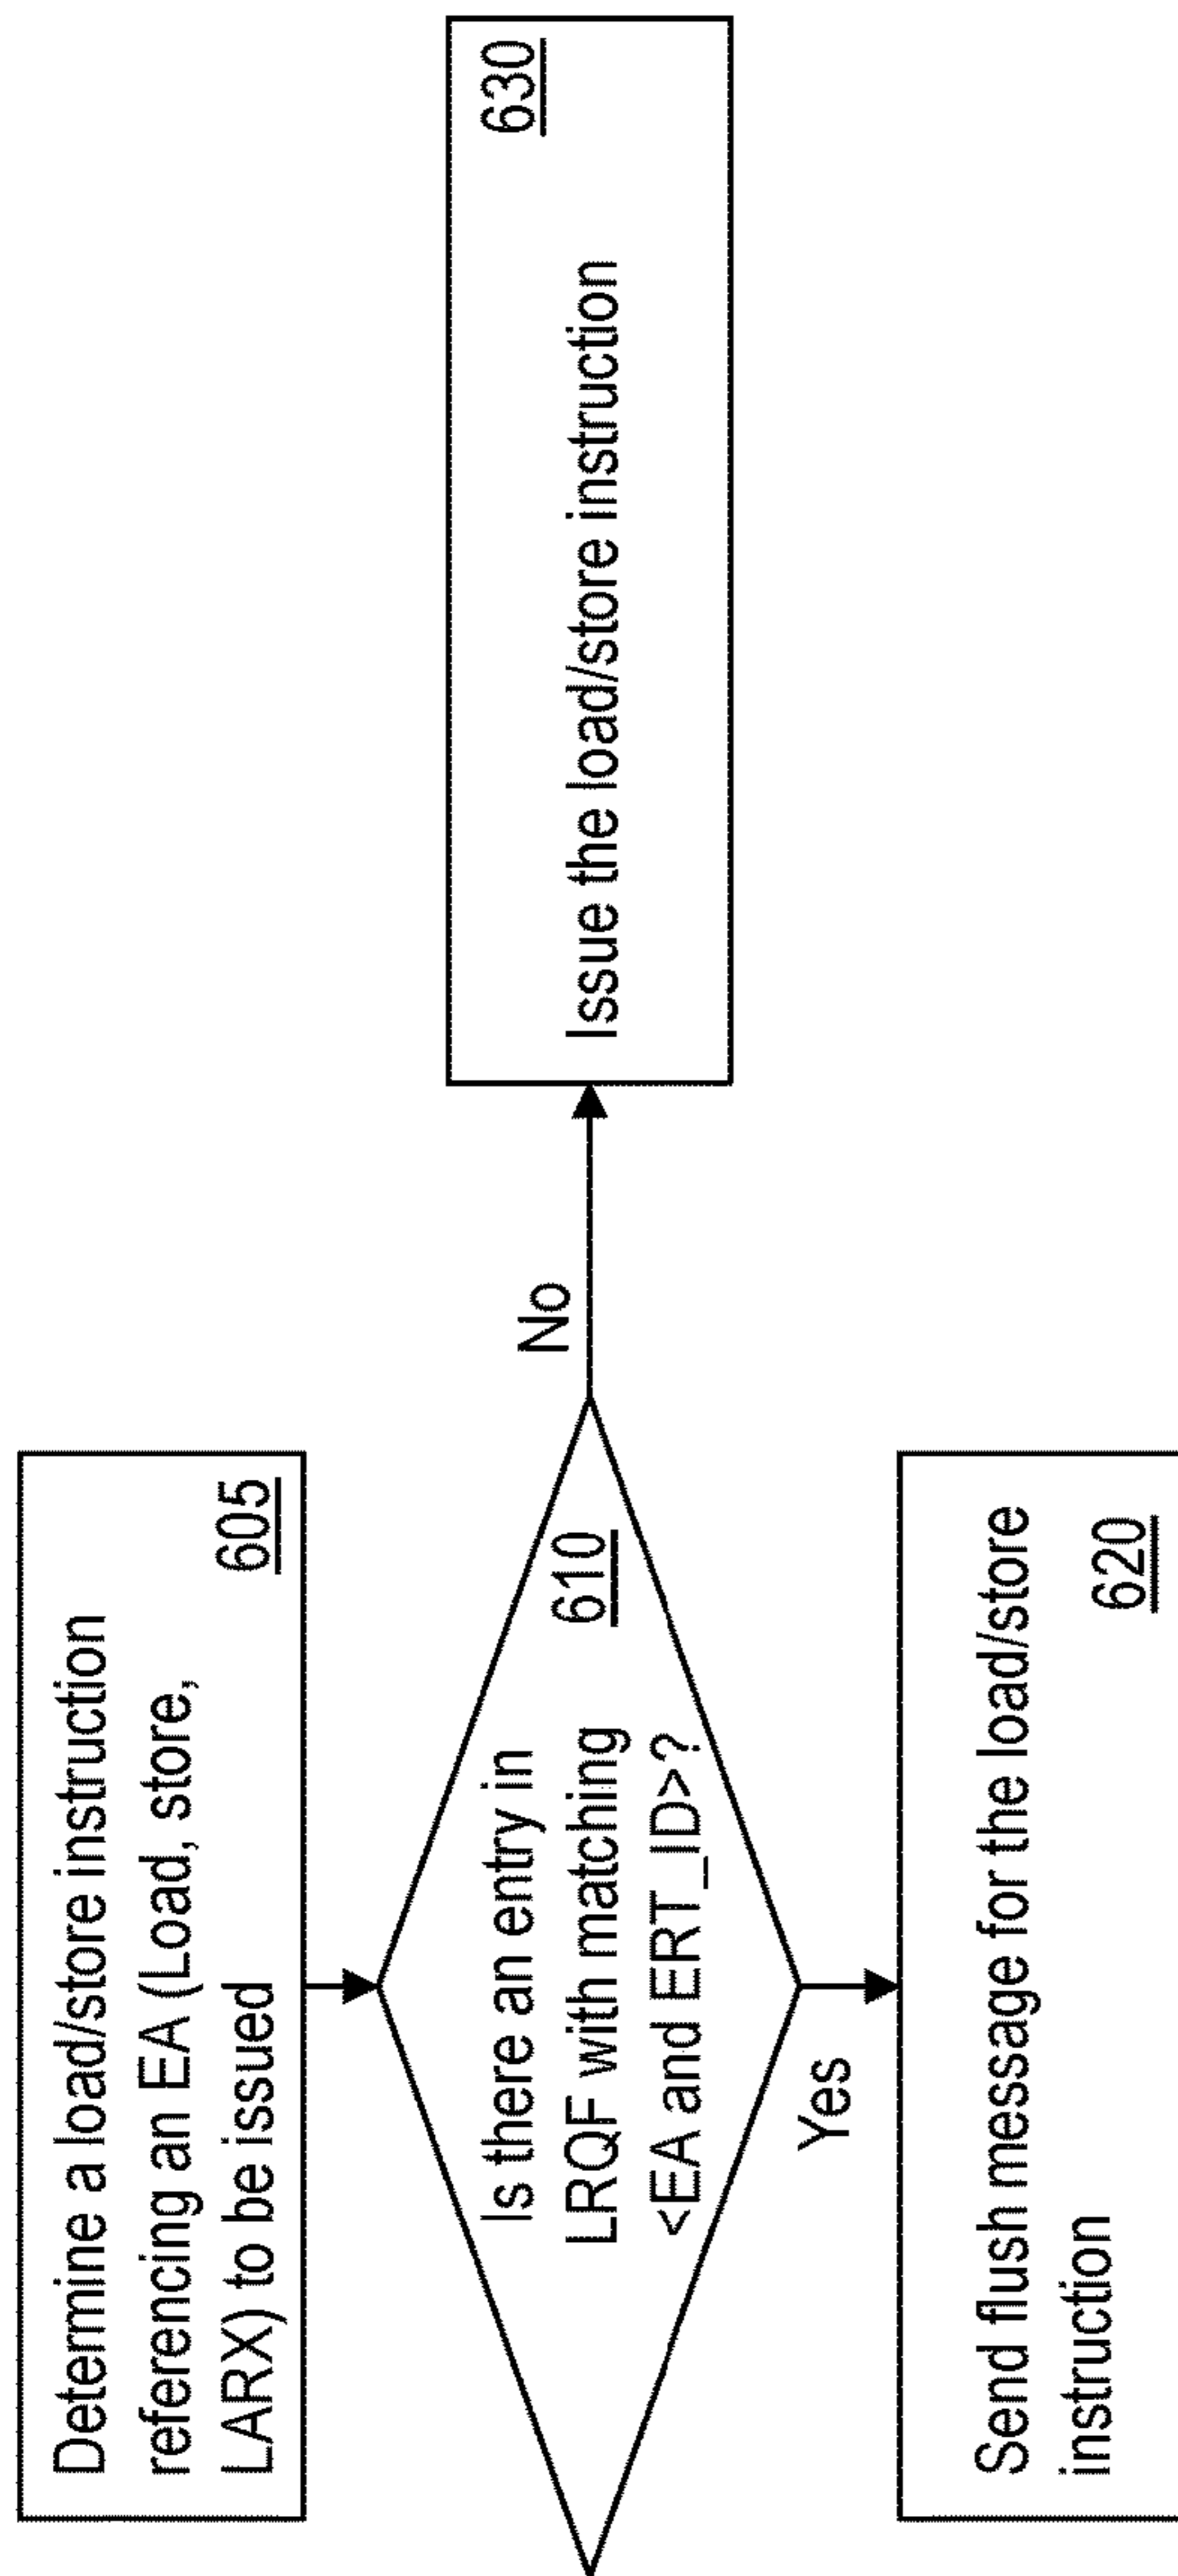 Determine a load/store instruction
referencing an EA (Load, store,
LARX) to be issued
605
Is there an entry in
LRQF with matching
<EA and ERT_ID>?
610
No
Issue the load/store instruction
630
Yes
Send flush message for the load/store
instruction
620